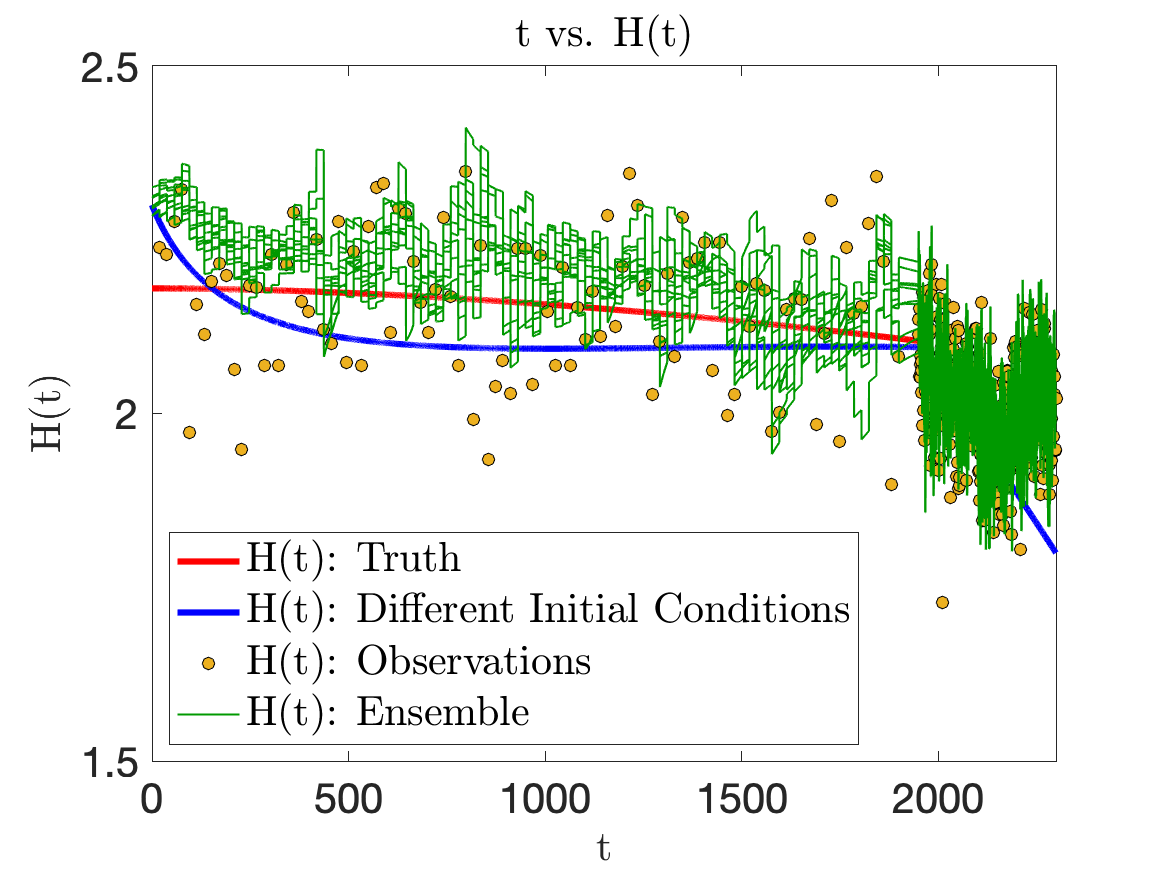 t vs. H(t)
2.5
2
1.5
H(t)
H(t): Truth
H(t): Different Initial Conditions
H(t): Observations
H(t): Ensemble
0 500 1000 1500 2000
t